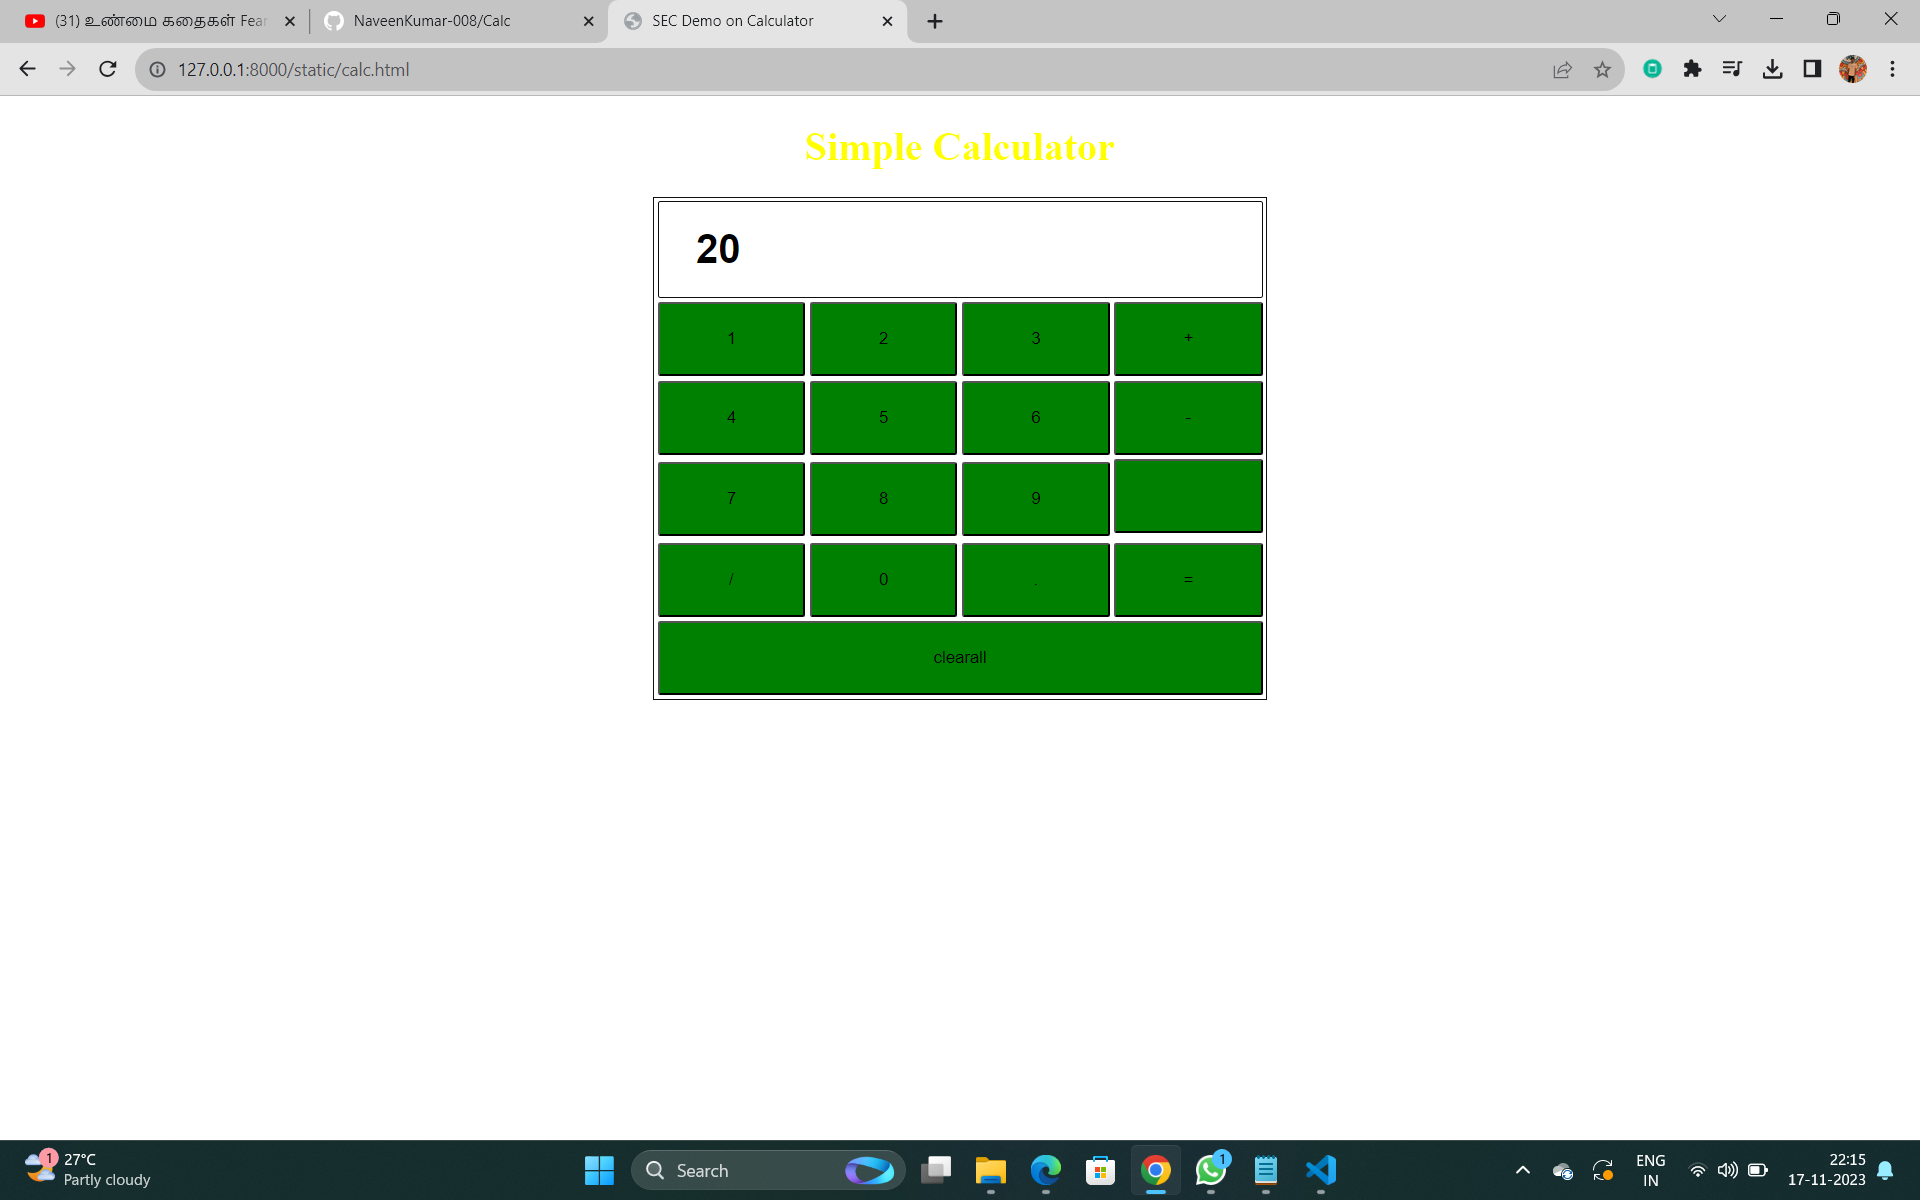 (31) உண்மை கதைகள் Fear
NaveenKumar-008/Calc
SEC Demo on Calculator
127.0.0.1:8000/static/calc.html
Simple Calculator
20
1 2 3 +
4 5 6 -
7 8 9
/ 0 . =
clearall
1
27°C
Partly cloudy
Search
1
ENG
IN
22:15
17-11-2023